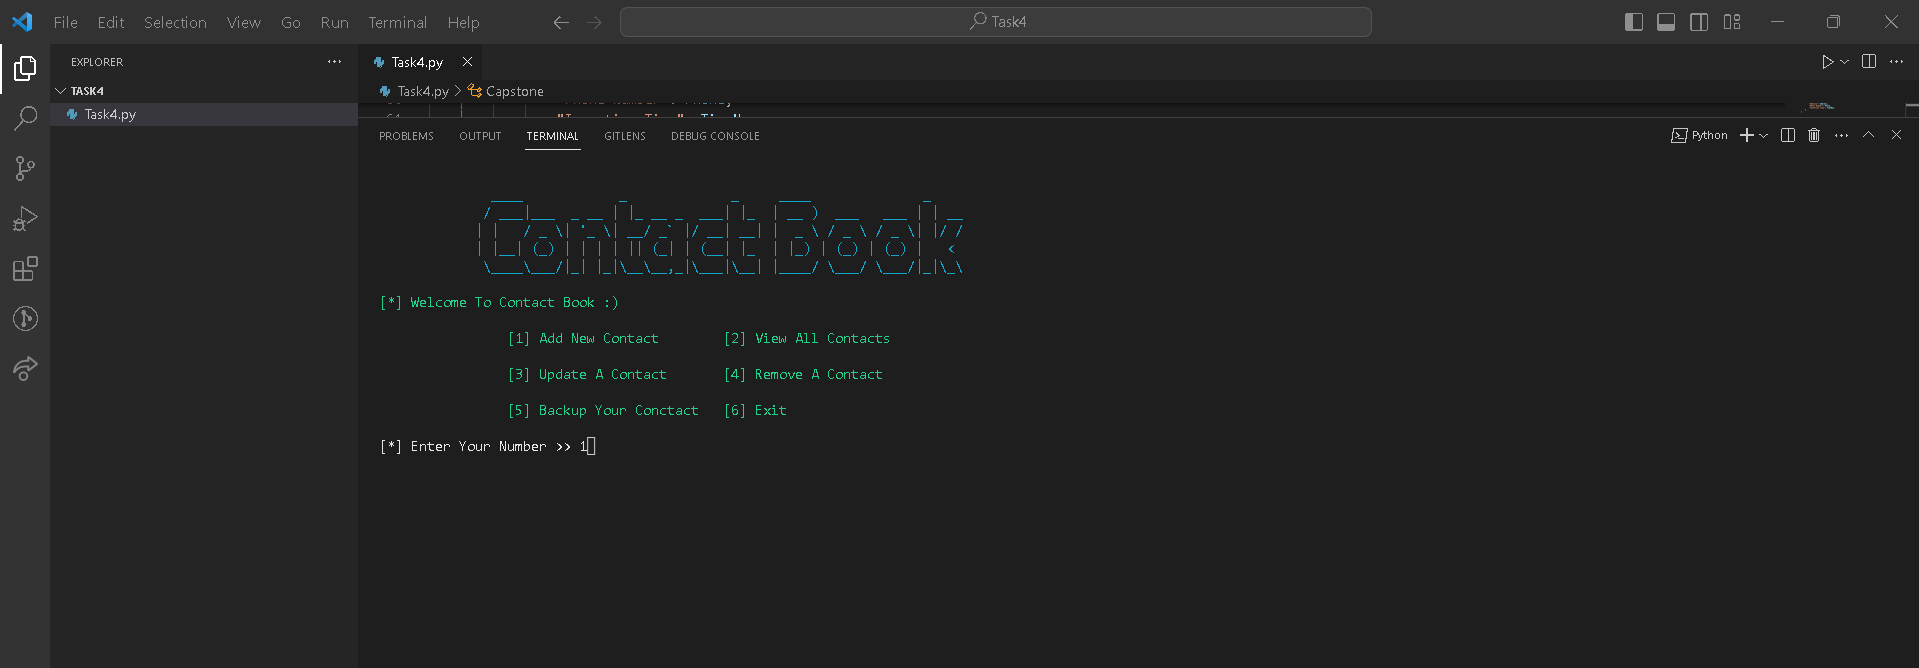 File Edit Selection View Go Run Terminal Help Task4
EXPLORER
Task4.py
TASK4
Task4.py > Capstone
Task4.py
61
PROBLEMS OUTPUT TERMINAL GITLENS DEBUG CONSOLE Python
Contact Book
[*] Welcome To Contact Book :)
[1] Add New Contact [2] View All Contacts
[3] Update A Contact [4] Remove A Contact
[5] Backup Your Conctact [6] Exit
[*] Enter Your Number >> 1